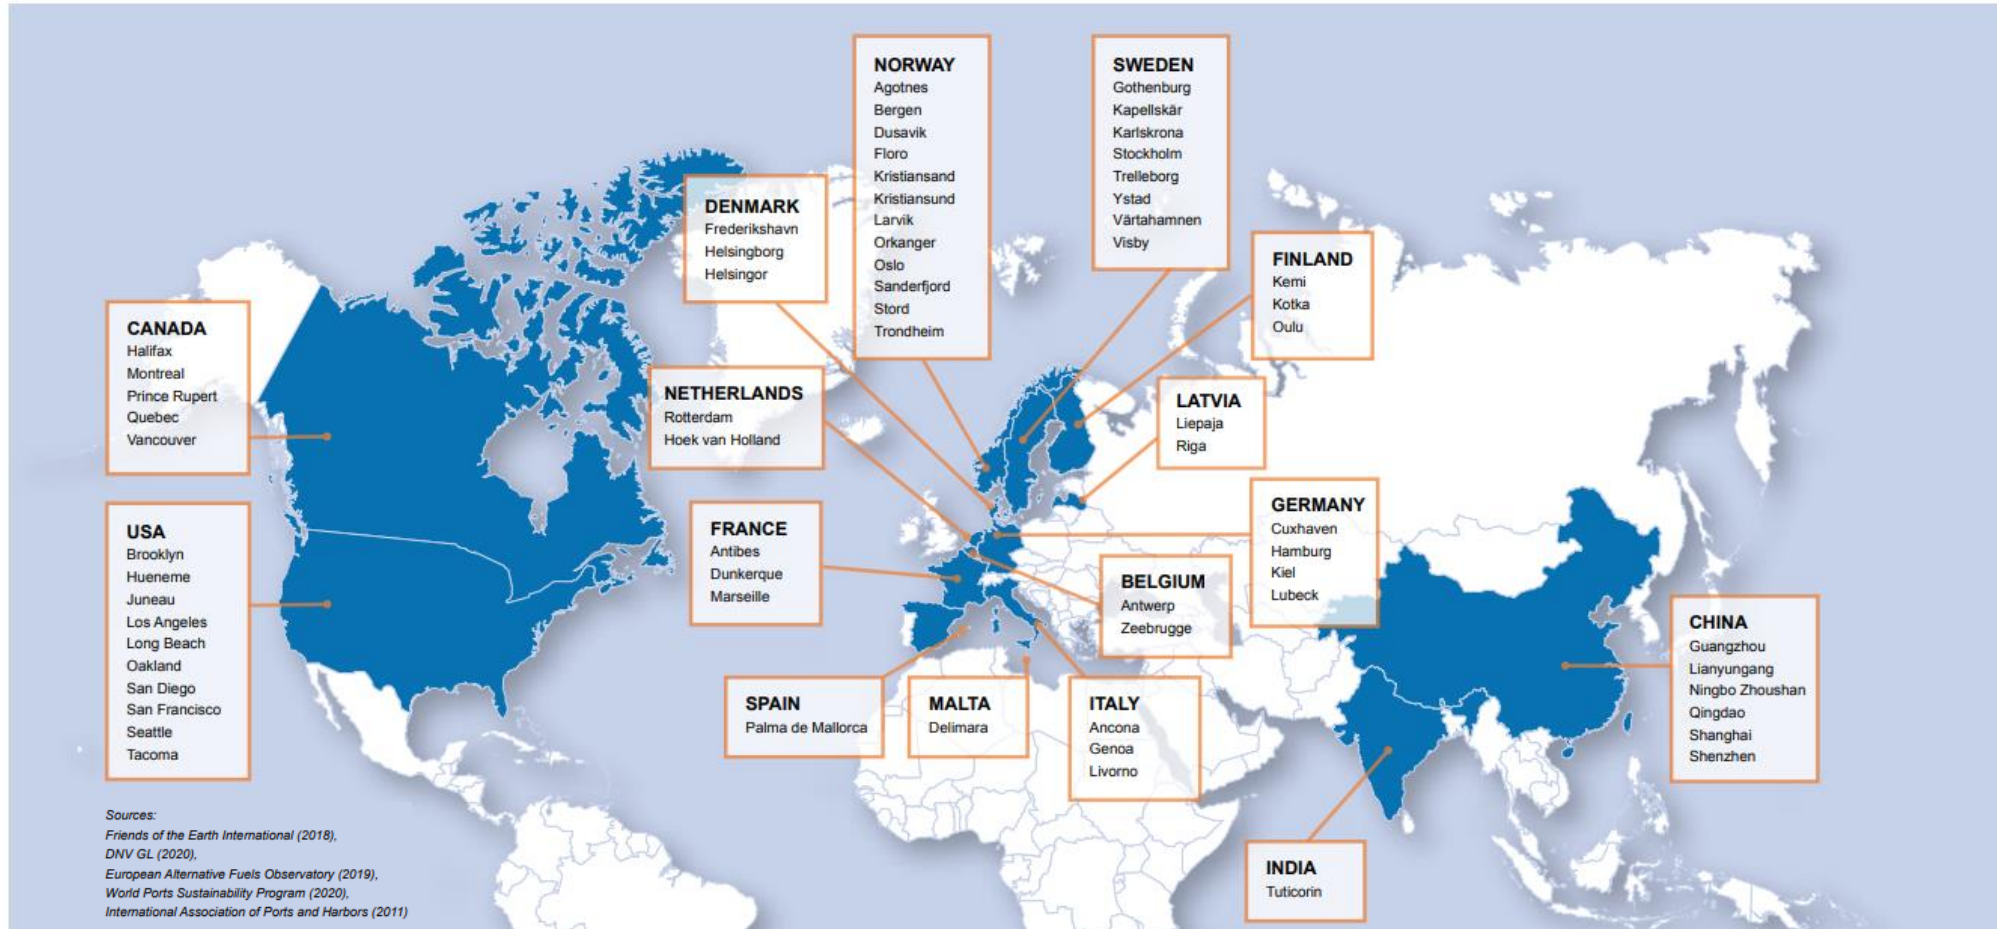 NORWAY
Agotnes
Bergen
Dusavik
Floro
Kristiansand
Kristiansund
Larvik
Orkanger
Oslo
Sanderfjord
Stord
Trondheim
SWEDEN
Gothenburg
Kapellskär
Karlskrona
Stockholm
Trelleborg
Ystad
Värtahamnen
Visby
DENMARK
Frederikshavn
Helsingborg
Helsingor
FINLAND
Kemi
Kotka
Oulu
CANADA
Halifax
Montreal
Prince Rupert
Quebec
Vancouver
NETHERLANDS
Rotterdam
Hoek van Holland
LATVIA
Liepaja
Riga
USA
Brooklyn
Hueneme
Juneau
Los Angeles
Long Beach
Oakland
San Diego
San Francisco
Seattle
Tacoma
FRANCE
Antibes
Dunkerque
Marseille
GERMANY
Cuxhaven
Hamburg
Kiel
Lubeck
BELGIUM
Antwerp
Zeebrugge
CHINA
Guangzhou
Lianyungang
Ningbo Zhoushan
Qingdao
Shanghai
Shenzhen
SPAIN
Palma de Mallorca
MALTA
Delimara
ITALY
Ancona
Genoa
Livorno
INDIA
Tuticorin
Sources:
Friends of the Earth International (2018),
DNV GL (2020),
European Alternative Fuels Observatory (2019),
World Ports Sustainability Program (2020),
International Association of Ports and Harbors (2011)